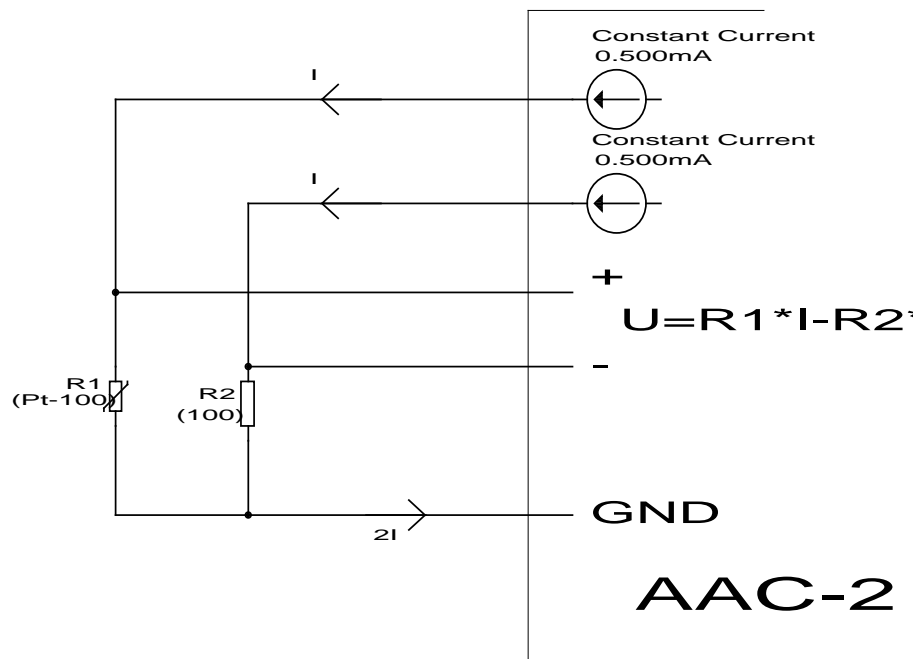 Constant Current
0.500mA
I
Constant Current
0.500mA
I
+
U=R1*I-R2*
-
R1
(Pt-100)
R2
(100)
GND
2I
AAC-2